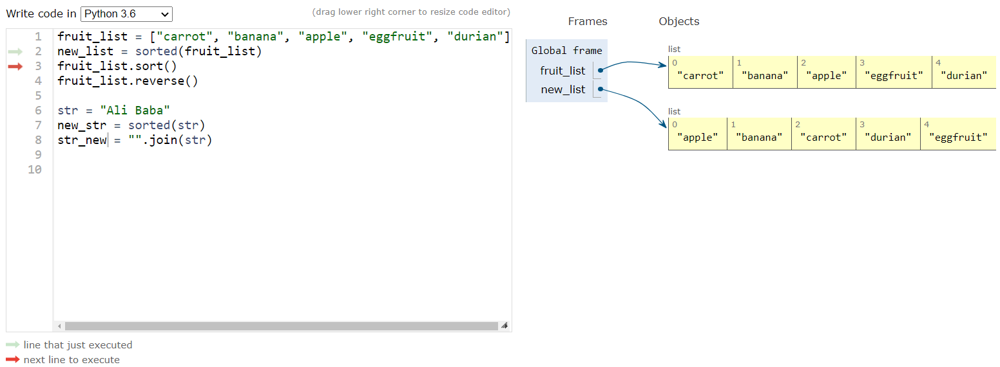 Write code in Python 3.6
(drag lower right corner to resize code editor)
1 fruit_list = ["carrot", "banana", "apple", "eggfruit", "durian"]
2 new_list = sorted(fruit_list)
3 fruit_list.sort()
4 fruit_list.reverse()
5
6 str = "Ali Baba"
7 new_str = sorted(str)
8 str_new = "".join(str)
9
10
line that just executed
next line to execute
Frames Objects
Global frame
fruit_list
new_list
list
0 1 2 3 4
"carrot" "banana" "apple" "eggfruit" "durian"
list
0 1 2 3 4
"apple" "banana" "carrot" "durian" "eggfruit"